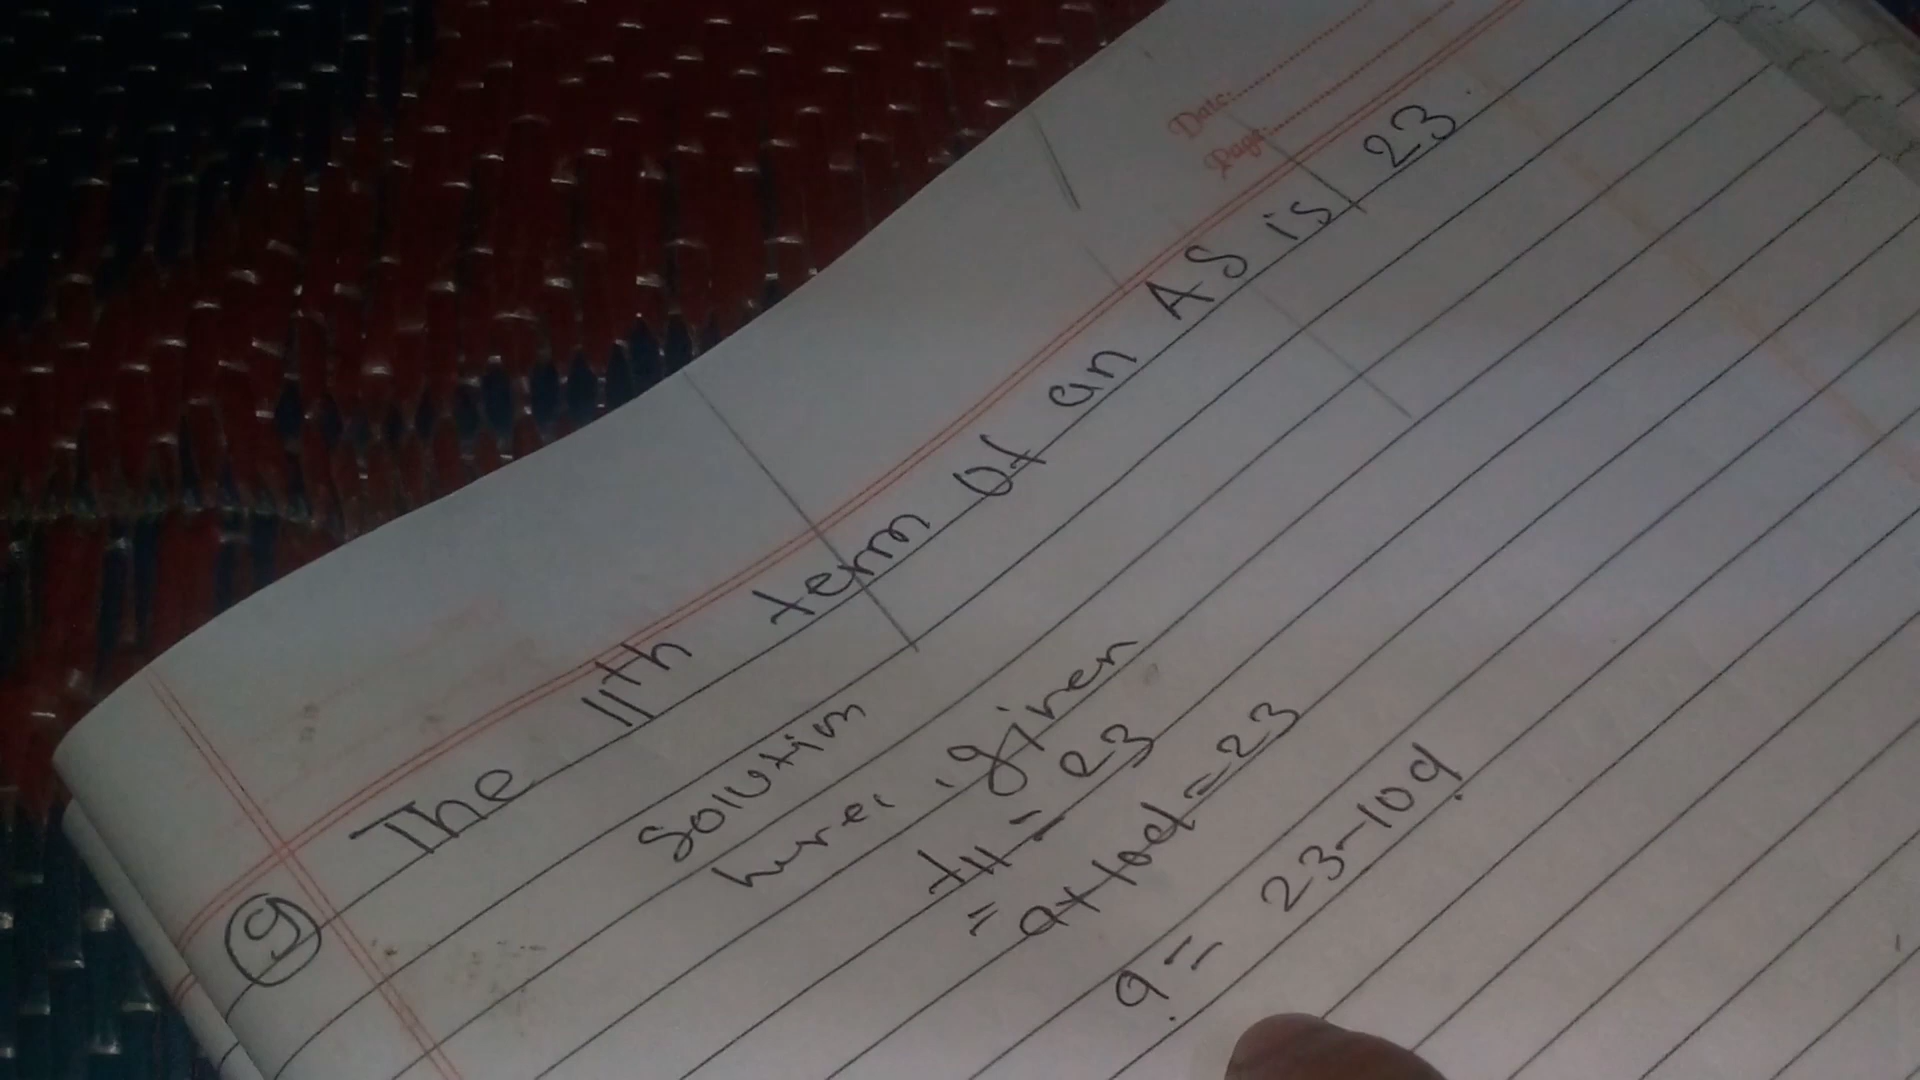 Date:
Page:
9 The 11th term Of an AS is 23.
Solution
here, given
t11 = 23
= a+10d = 23
a = 23-10d